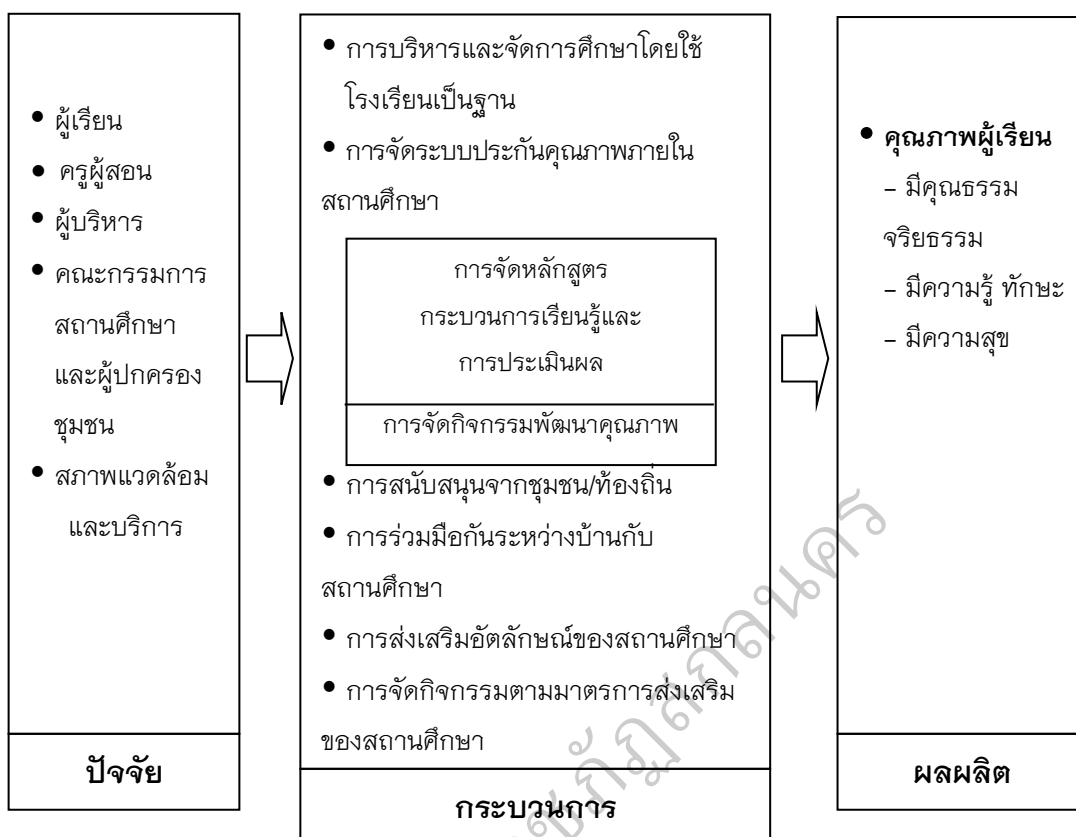 • ผู้เรียน
• ครูผู้สอน
• ผู้บริหาร
• คณะกรรมการ
สถานศึกษา
และผู้ปกครอง
ชุมชน
• สภาพแวดล้อม
และบริการ
ปัจจัย
• การบริหารและจัดการศึกษาโดยใช้
โรงเรียนเป็นฐาน
• การจัดระบบประกันคุณภาพภายใน
สถานศึกษา
การจัดหลักสูตร
กระบวนการเรียนรู้และ
การประเมินผล
การจัดกิจกรรมพัฒนาคุณภาพ
• การสนับสนุนจากชุมชน/ท้องถิ่น
• การร่วมมือกันระหว่างบ้านกับ
สถานศึกษา
• การส่งเสริมอัตลักษณ์ของสถานศึกษา
• การจัดกิจกรรมตามมาตรการส่งเสริม
ของสถานศึกษา
กระบวนการ
• คุณภาพผู้เรียน
– มีคุณธรรม
จริยธรรม
– มีความรู้ ทักษะ
– มีความสุข
ผลผลิต